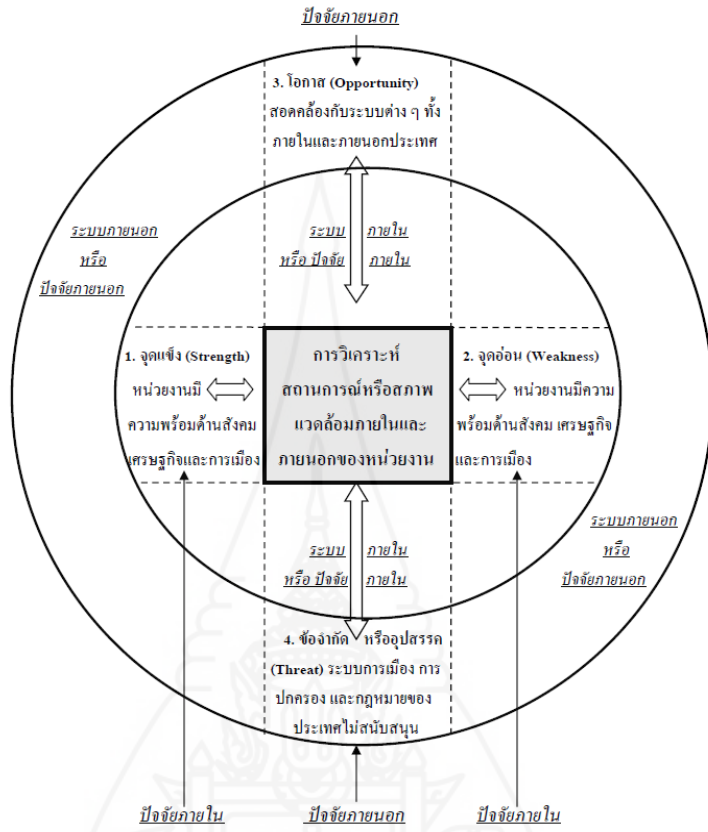 ปัจจัยภายนอก
3. โอกาส (Opportunity)
สอดคล้องกับระบบต่าง ๆ ทั้ง
ภายในและภายนอกประเทศ
ระบบภายนอก
หรือ
ปัจจัยภายนอก
ระบบ ภายใน
หรือ ปัจจัย ภายใน
1. จุดแข็ง (Strength)
หน่วยงานมี
ความพร้อมด้านสังคม
เศรษฐกิจและการเมือง
การวิเคราะห์
สถานการณ์หรือสภาพ
แวดล้อมภายในและ
ภายนอกของหน่วยงาน
2. จุดอ่อน (Weakness)
หน่วยงานมีความ
พร้อมด้านสังคม เศรษฐกิจ
และการเมือง
ระบบ ภายใน
หรือ ปัจจัย ภายใน
ระบบภายนอก
หรือ
ปัจจัยภายนอก
4. ข้อจำกัด หรืออุปสรรค
(Threat) ระบบการเมือง การ
ปกครอง และกฎหมายของ
ประเทศไม่สนับสนุน
ปัจจัยภายใน ปัจจัยภายนอก ปัจจัยภายใน